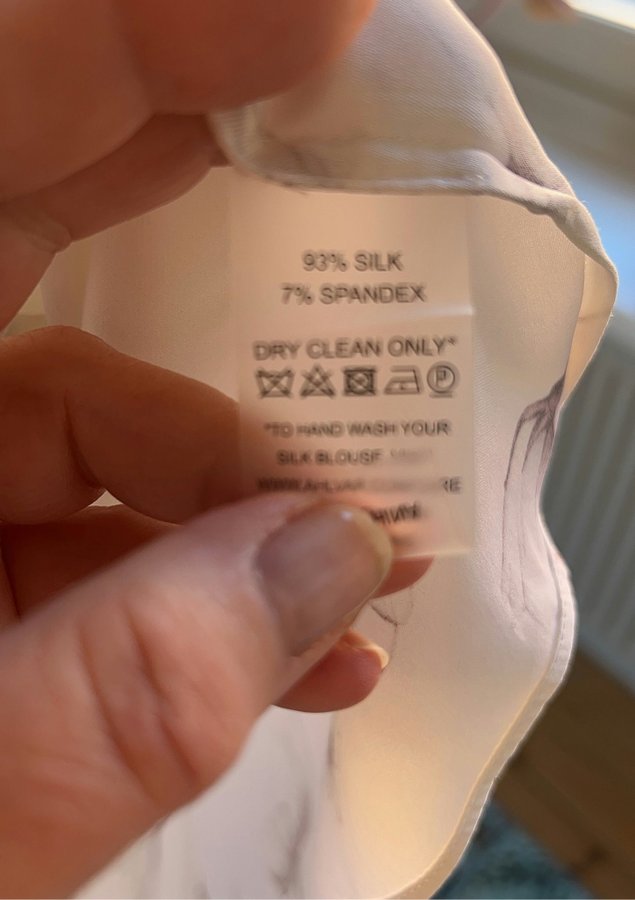 93% SILK
7% SPANDEX
DRY CLEAN ONLY*
P
*TO HAND WASH YOUR
SILK BLOUSE